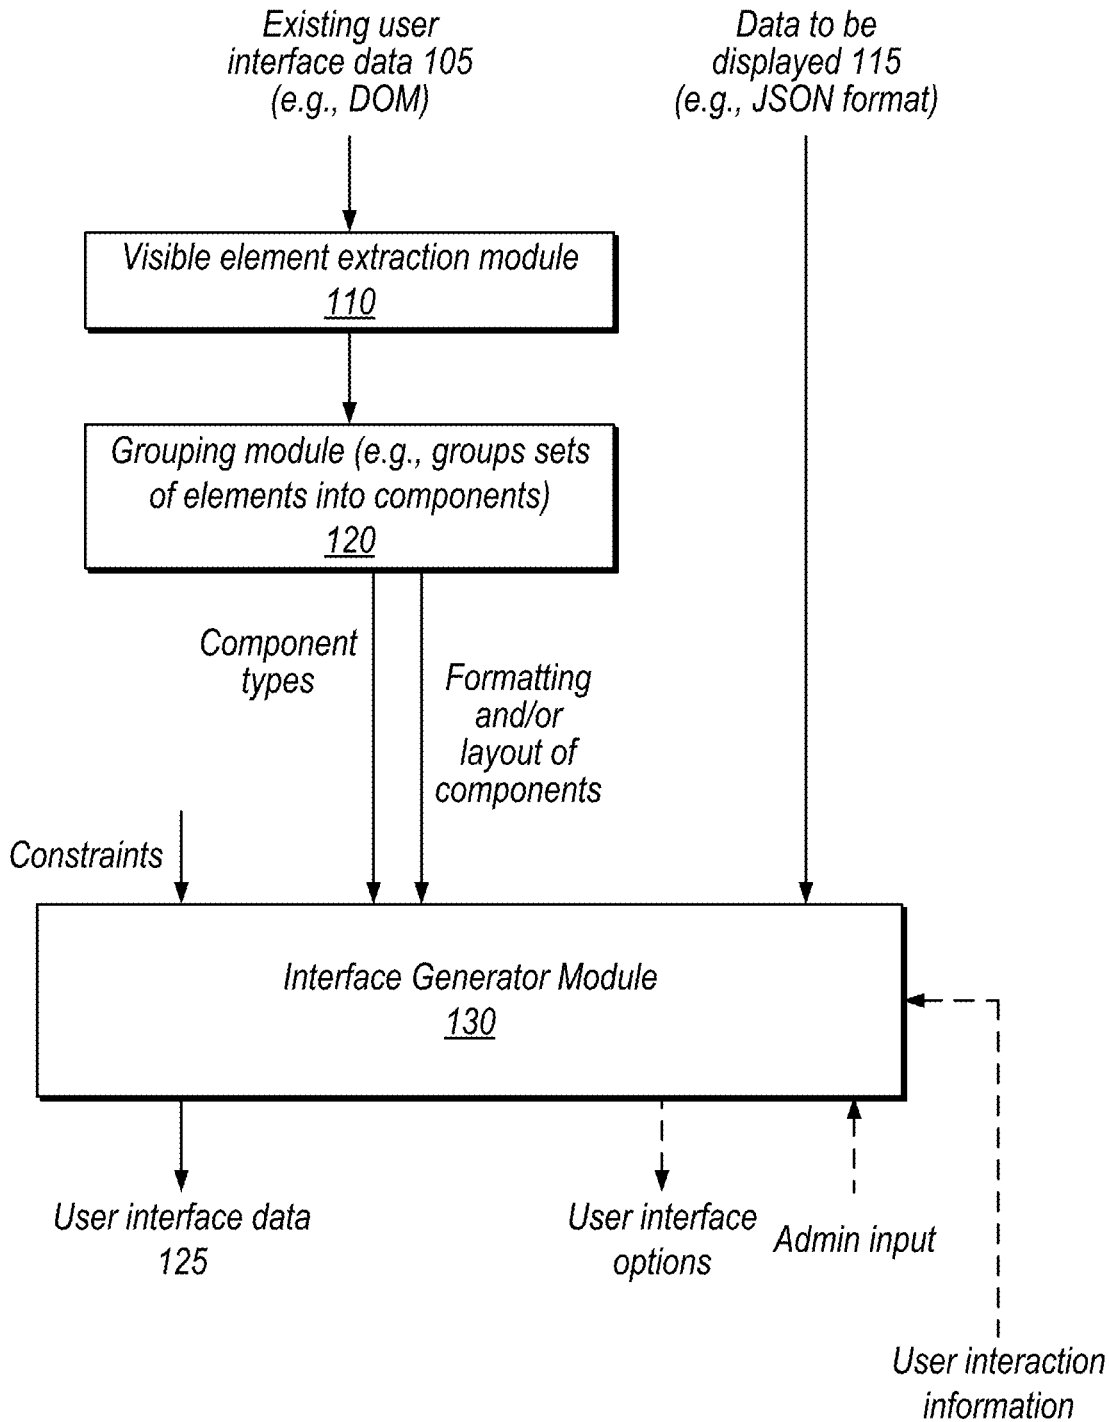 Existing user
interface data 105
(e.g., DOM)
Data to be
displayed 115
(e.g., JSON format)
Visible element extraction module
110
Grouping module (e.g., groups sets
of elements into components)
120
Component
types
Formatting
and/or
layout of
components
Constraints
Interface Generator Module
130
User interface data
125
User interface
options
Admin input
User interaction
information